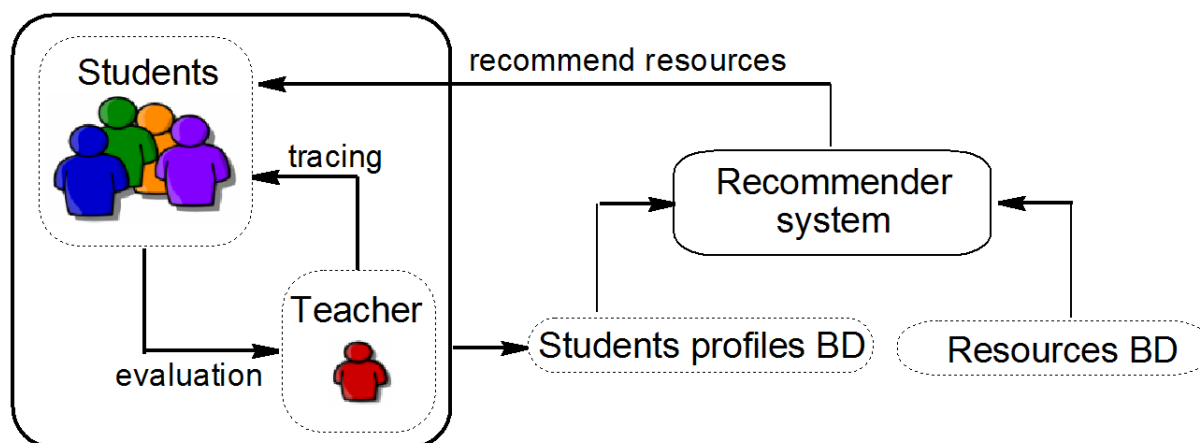 Students
recommend resources
tracing
Recommender
system
Teacher
evaluation
Students profiles BD
Resources BD